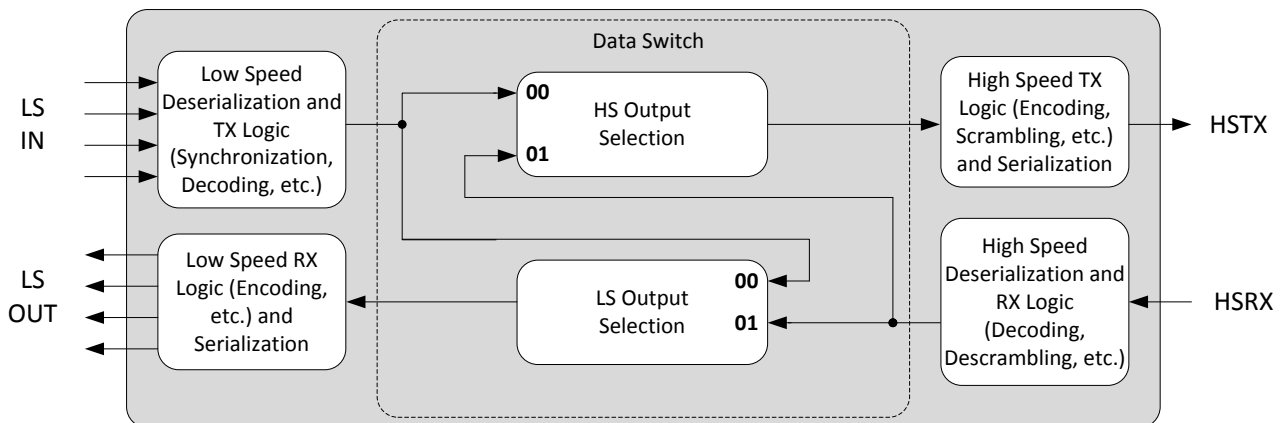 Data Switch
LS
IN
Low Speed
Deserialization and
TX Logic
(Synchronization,
Decoding, etc.)
00
01
HS Output
Selection
High Speed TX
Logic (Encoding,
Scrambling, etc.)
and Serialization
HSTX
LS
OUT
Low Speed RX
Logic (Encoding,
etc.) and
Serialization
LS Output
Selection
00
01
High Speed
Deserialization and
RX Logic
(Decoding,
Descrambling, etc.)
HSRX